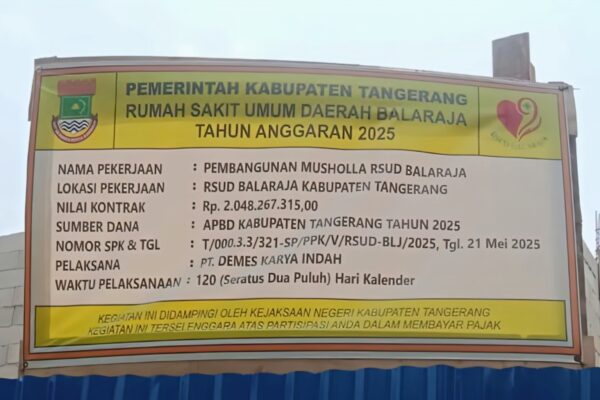 PEMERINTAH KABUPATEN TANGERANG
RUMAH SAKIT UMUM DAERAH BALARAJA
TAHUN ANGGARAN 2025
NAMA PEKERJAAN : PEMBANGUNAN MUSHOLLA RSUD BALARAJA
LOKASI PEKERJAAN : RSUD BALARAJA KABUPATEN TANGERANG
NILAI KONTRAK : Rp. 2.048.267.315,00
SUMBER DANA : APBD KABUPATEN TANGERANG TAHUN 2025
NOMOR SPK & TGL : T/000.3.3/321-SP/PPK/V/RSUD-BLJ/2025, Tgl. 21 Mei 2025
PELAKSANA : PT. DEMES KARYA INDAH
WAKTU PELAKSANAAN : 120 (Seratus Dua Puluh) Hari Kalender
KEGIATAN INI DIDAMPINGI OLEH KEJAKSAAN NEGERI KABUPATEN TANGERANG
KEGIATAN INI TERSELENGGARA ATAS PARTISIPASI ANDA DALAM MEMBAYAR PAJAK